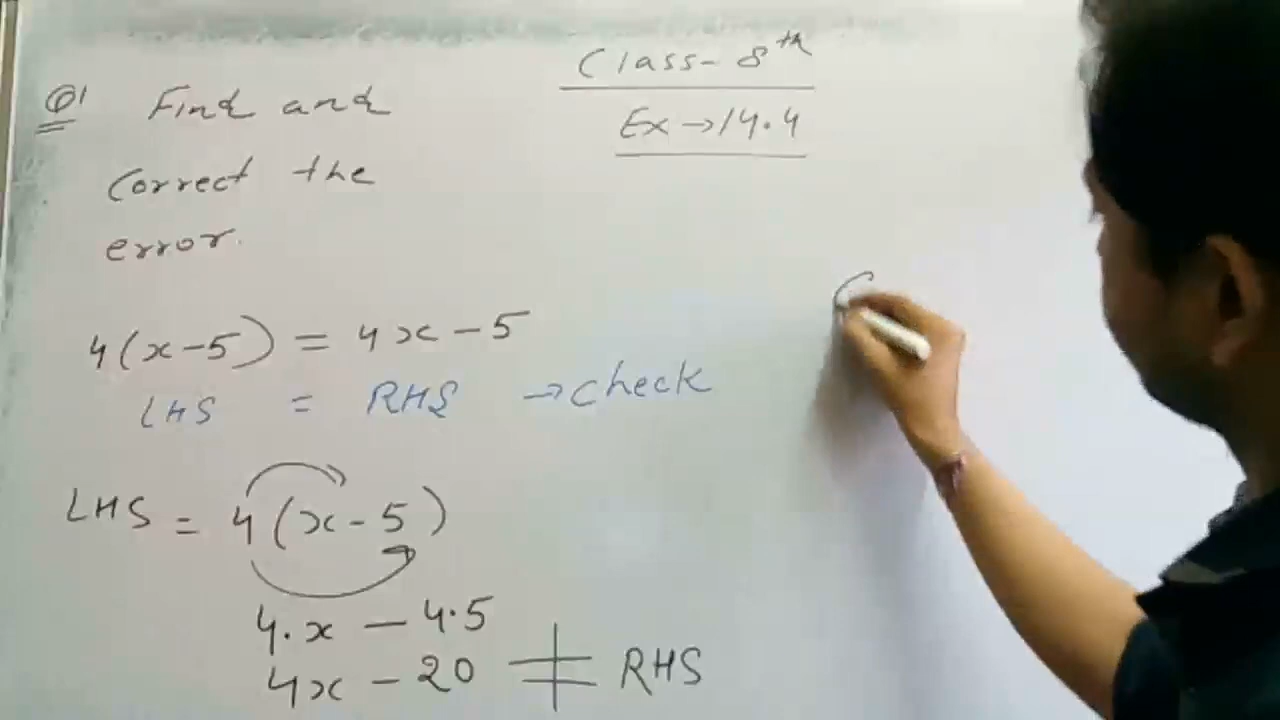 Class- 8th
Ex → 14.4
Q1 Find and
Correct the
error.
4(x-5) = 4x-5
LHS = RHS → Check
LHS = 4(x-5)
4.x - 4.5
4x - 20 ≠ RHS